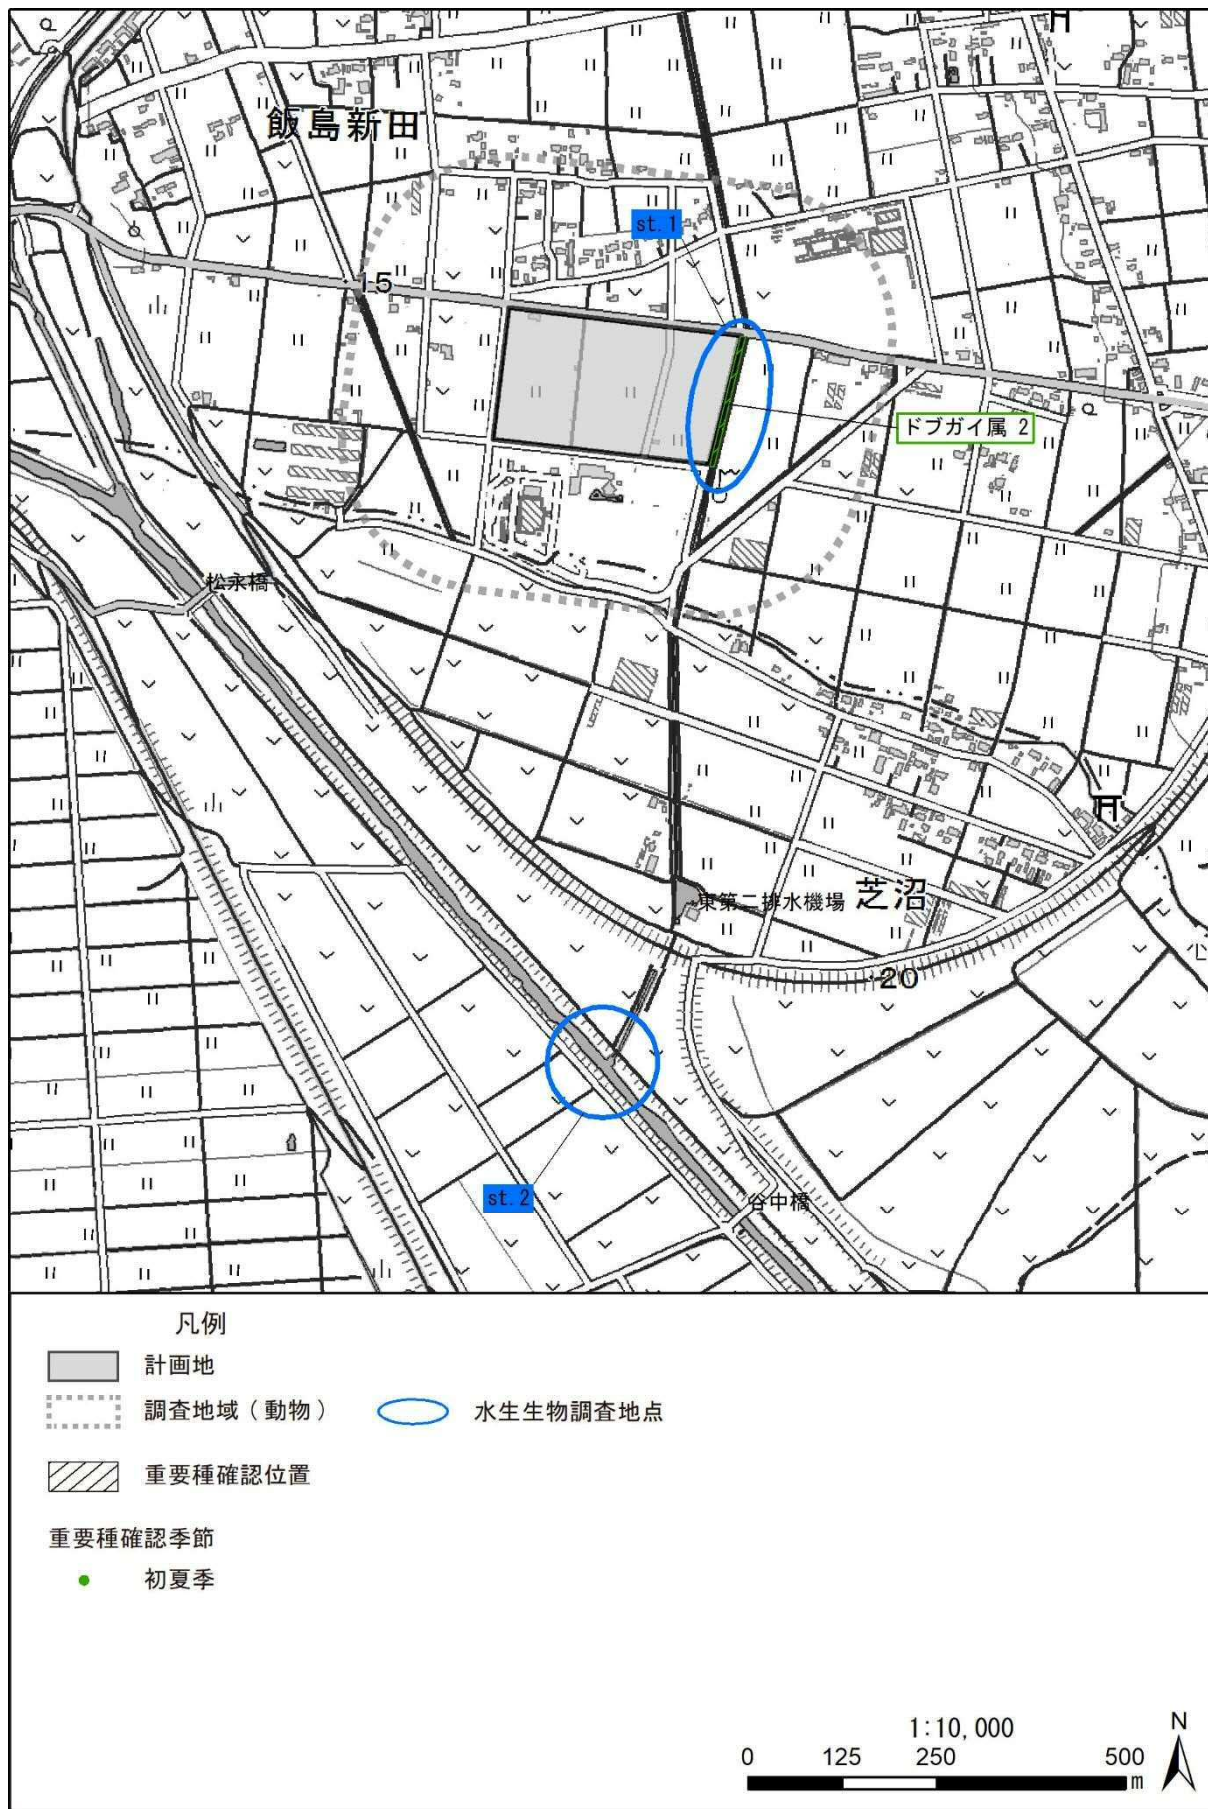 飯島新田
st.1
15
ドブガイ属 2
松永橋
東第二排水機場
芝沼
20
st.2
谷中橋
凡例
計画地
調査地域（動物）
水生生物調査地点
重要種確認位置
重要種確認季節
初夏季
1:10,000
N
0 125 250 500
m